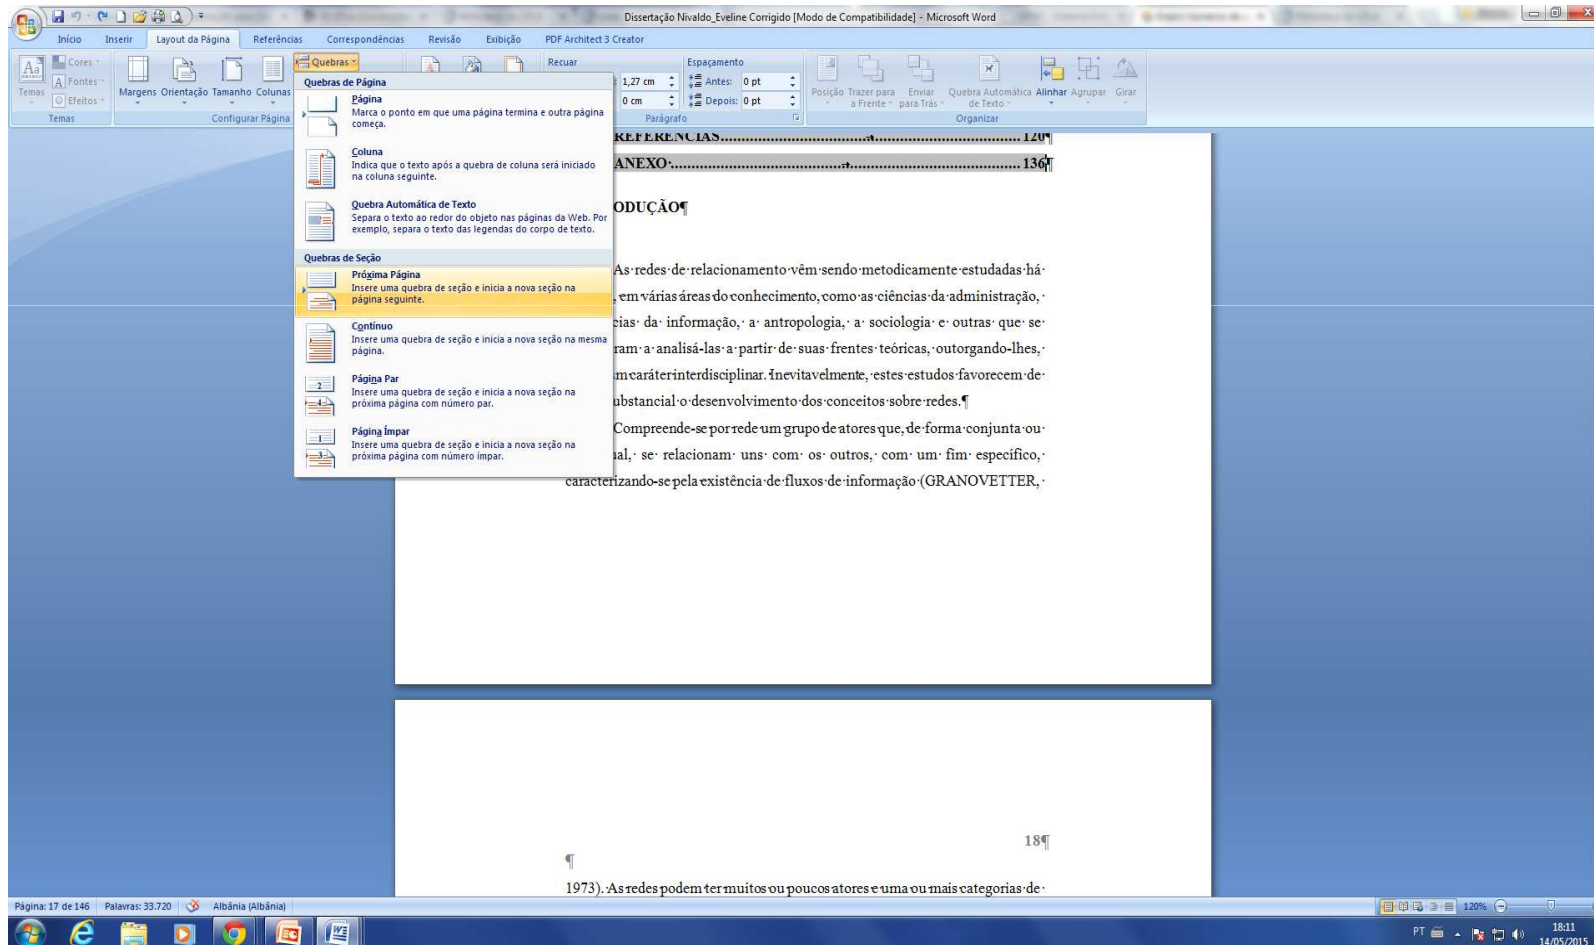 Dissertação Nivaldo_Eveline Corrigido [Modo de Compatibilidade] - Microsoft Word
Início Inserir Layout da Página Referências Correspondências Revisão Exibição PDF Architect 3 Creator
Cores
Fontes
Efeitos
Temas
Margens Orientação Tamanho Colunas
Quebras
Recuar
1,27 cm
0 cm
Espaçamento
Antes: 0 pt
Depois: 0 pt
Posição Trazer para a Frente Enviar para Trás Quebra Automática de Texto Alinhar Agrupar Girar
Temas Configurar Página Parágrafo Organizar
Quebras de Página
Página
Marca o ponto em que uma página termina e outra página
começa.
Coluna
Indica que o texto após a quebra de coluna será iniciado
na coluna seguinte.
Quebra Automática de Texto
Separa o texto ao redor do objeto nas páginas da Web. Por
exemplo, separa o texto das legendas do corpo de texto.
Quebras de Seção
Próxima Página
Insere uma quebra de seção e inicia a nova seção na
página seguinte.
Contínuo
Insere uma quebra de seção e inicia a nova seção na mesma
página.
Página Par
Insere uma quebra de seção e inicia a nova seção na
próxima página com número par.
Página Ímpar
Insere uma quebra de seção e inicia a nova seção na
próxima página com número ímpar.
REFERÊNCIAS.....................................→.......................................... 120¶
ANEXO·..........................................→.......................................... 136¶
ODUÇÃO¶
As·redes·de·relacionamento·vêm·sendo·metodicamente·estudadas·há·
,·em·várias·áreas·do·conhecimento,·como·as·ciências·da·administração,·
cias·da·informação,·a·antropologia,·a·sociologia·e·outras·que·se·
ram·a·analisá-las·a·partir·de·suas·frentes·teóricas,·outorgando-lhes,·
m·caráter·interdisciplinar.·Inevitavelmente,·estes·estudos·favorecem·de·
ubstancial·o·desenvolvimento·dos·conceitos·sobre·redes.¶
Compreende-se·por·rede·um·grupo·de·atores·que,·de·forma·conjunta·ou·
al,·se·relacionam·uns·com·os·outros,·com·um·fim·específico,·
caracterizando-se·pela·existência·de·fluxos·de·informação·(GRANOVETTER,·
18¶
¶
1973).·As·redes·podem·ter·muitos·ou·poucos·atores·e·uma·ou·mais·categorias·de·
Página: 17 de 146 Palavras: 33.720 Albânia (Albânia) 120%
PT 18:11
14/05/2015